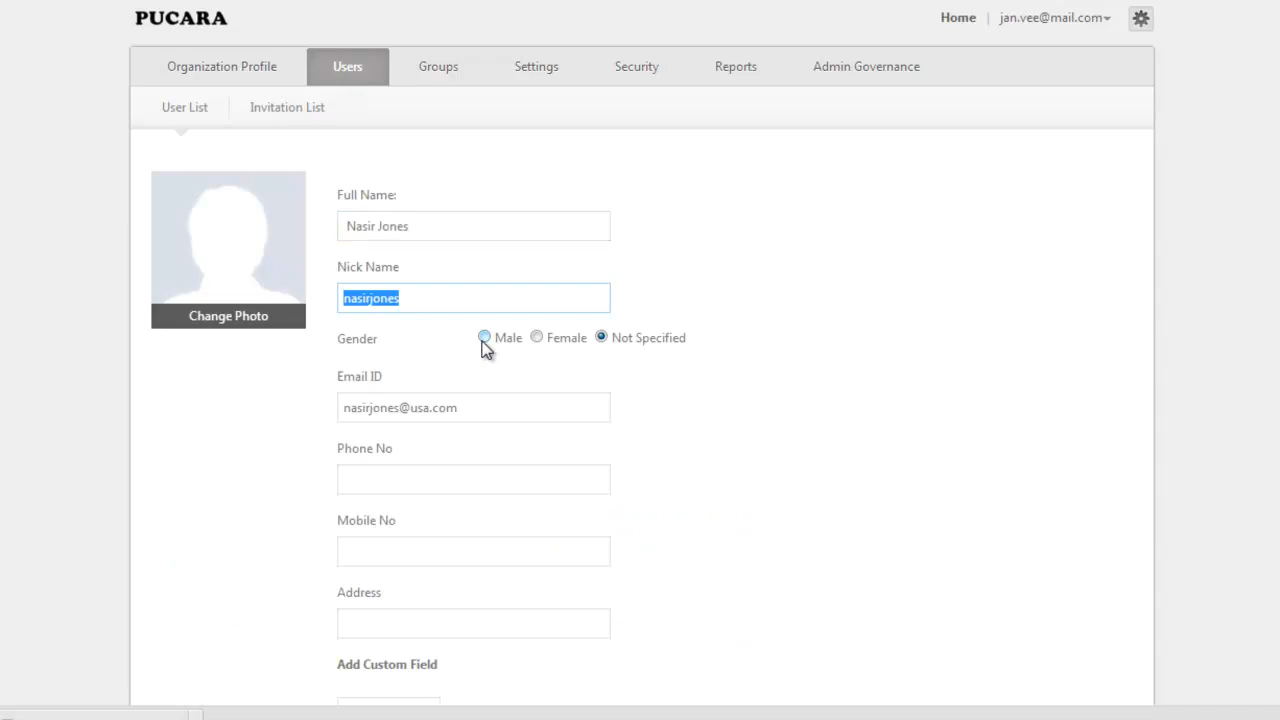 PUCARA
Home | jan.vee@mail.com
Organization Profile Users Groups Settings Security Reports Admin Governance
User List Invitation List
Full Name:
Nasir Jones
Nick Name
nasirjones
Change Photo
Gender Male Female Not Specified
Email ID
nasirjones@usa.com
Phone No
Mobile No
Address
Add Custom Field